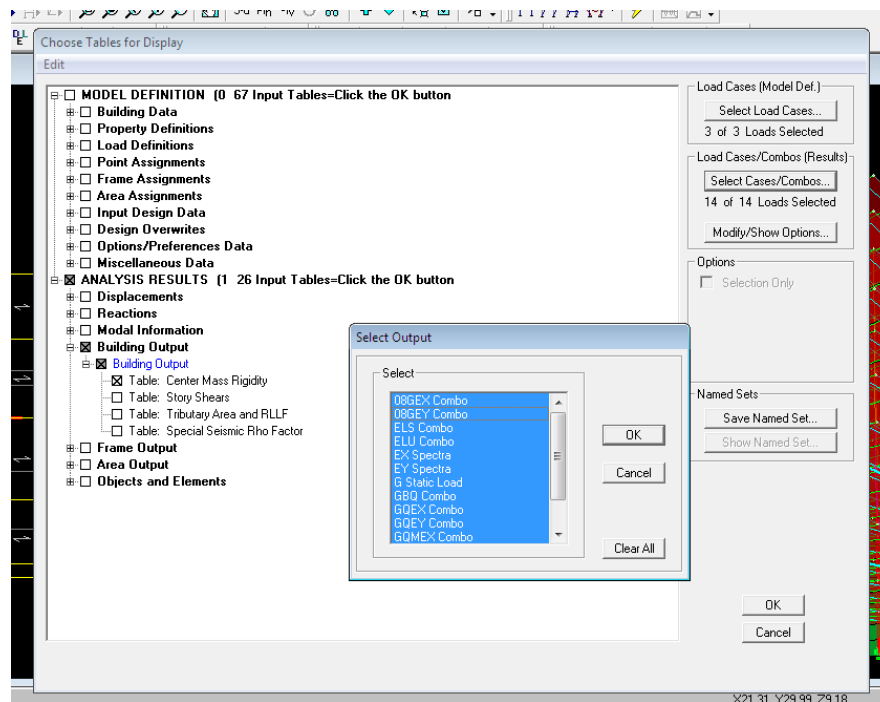 Choose Tables for Display
Edit
MODEL DEFINITION (0 67 Input Tables=Click the OK button
Building Data
Property Definitions
Load Definitions
Point Assignments
Frame Assignments
Area Assignments
Input Design Data
Design Overwrites
Options/Preferences Data
Miscellaneous Data
ANALYSIS RESULTS (1 26 Input Tables=Click the OK button
Displacements
Reactions
Modal Information
Building Output
Building Output
Table: Center Mass Rigidity
Table: Story Shears
Table: Tributary Area and RLLF
Table: Special Seismic Rho Factor
Frame Output
Area Output
Objects and Elements
Load Cases (Model Def.)
Select Load Cases...
3 of 3 Loads Selected
Load Cases/Combos (Results)
Select Cases/Combos...
14 of 14 Loads Selected
Modify/Show Options...
Options
Selection Only
Named Sets
Save Named Set...
Show Named Set...
OK
Cancel
Select Output
Select
08GEX Combo
08GEY Combo
ELS Combo
ELU Combo
EX Spectra
EY Spectra
G Static Load
GBQ Combo
GQEX Combo
GQEY Combo
GQMEX Combo
OK
Cancel
Clear All
X21.31 Y29.99 Z9.18